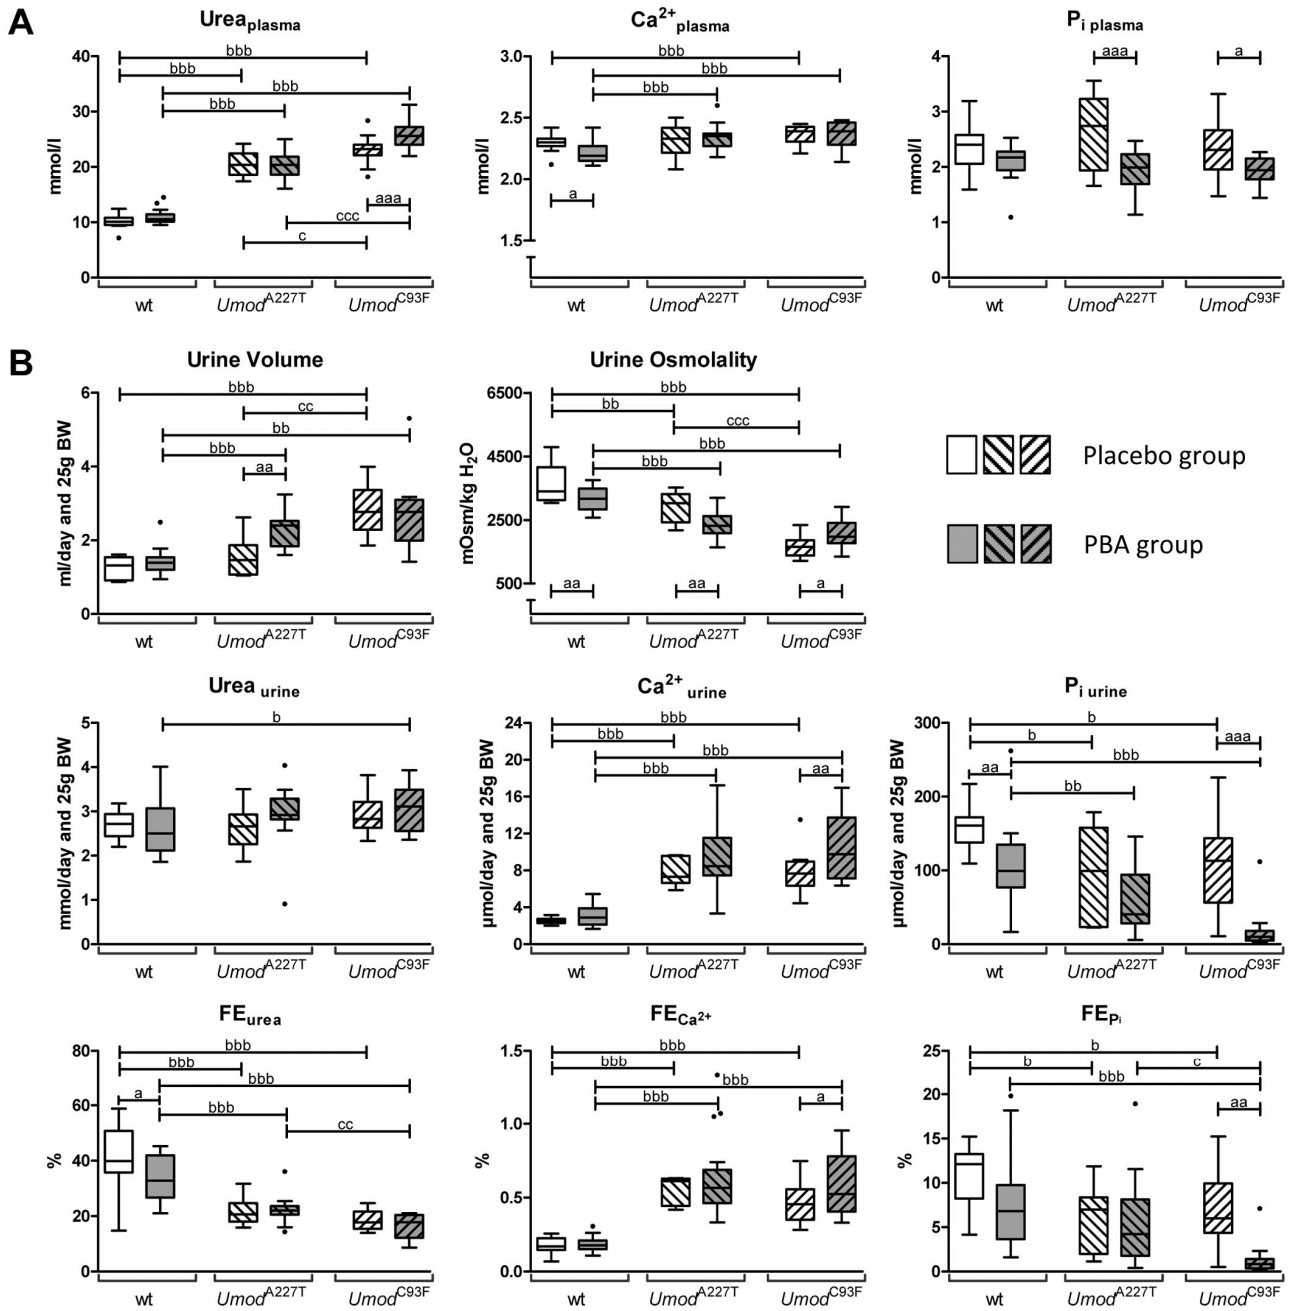 A
Urea plasma
mmol/l
40
30
20
10
0
bbb
bbb
bbb
bbb
aaa
ccc
c
wt
Umod A227T
Umod C93F
Ca2+ plasma
mmol/l
3.0
2.5
2.0
1.5
bbb
bbb
bbb
a
wt
Umod A227T
Umod C93F
Pi plasma
mmol/l
4
3
2
1
0
aaa
a
wt
Umod A227T
Umod C93F
B
Urine Volume
ml/day and 25g BW
6
4
2
0
bbb
cc
bb
bbb
aa
wt
Umod A227T
Umod C93F
Urine Osmolality
mOsm/kg H2O
6500
4500
2500
500
bbb
bb
ccc
bbb
bbb
aa
aa
a
wt
Umod A227T
Umod C93F
Placebo group
PBA group
Urea urine
mmol/day and 25g BW
5
4
3
2
1
0
b
wt
Umod A227T
Umod C93F
Ca2+ urine
µmol/day and 25g BW
24
20
16
12
8
4
0
bbb
bbb
bbb
bbb
aa
wt
Umod A227T
Umod C93F
Pi urine
µmol/day and 25g BW
300
200
100
0
b
b
aaa
bbb
aa
bb
wt
Umod A227T
Umod C93F
FE urea
%
80
60
40
20
0
bbb
bbb
bbb
a
bbb
cc
wt
Umod A227T
Umod C93F
FE Ca2+
%
1.5
1.0
0.5
0.0
bbb
bbb
bbb
bbb
a
wt
Umod A227T
Umod C93F
FE Pi
%
25
20
15
10
5
0
b
b
c
bbb
aa
wt
Umod A227T
Umod C93F